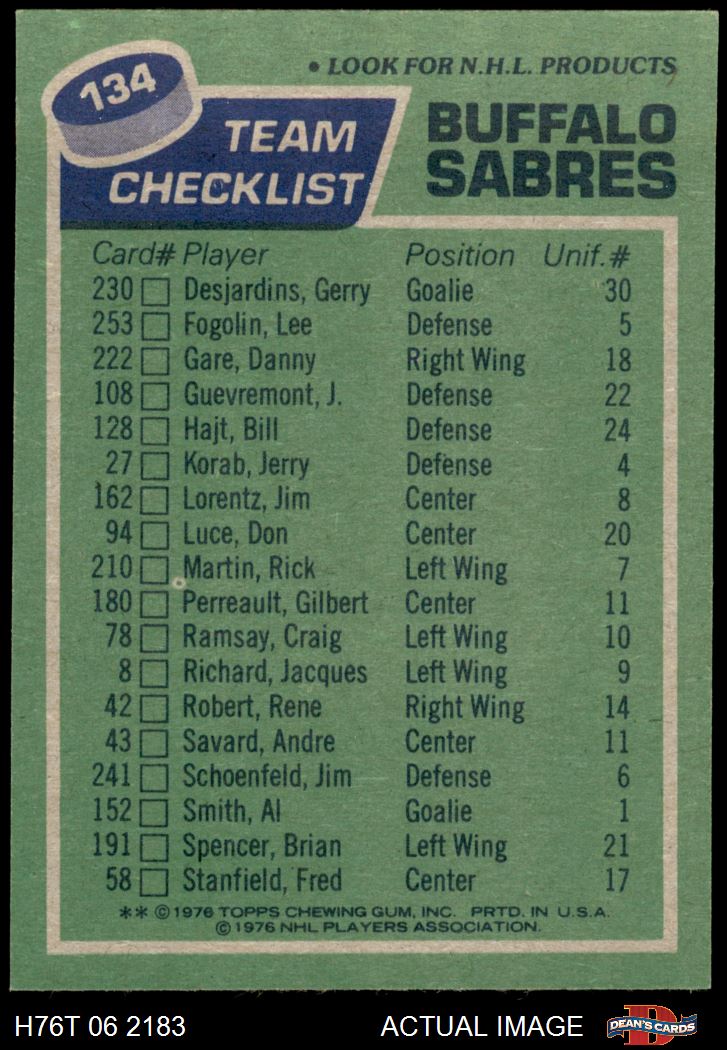 • LOOK FOR N.H.L. PRODUCTS
134
TEAM CHECKLIST
BUFFALO SABRES
Card# Player Position Unif.#
230 Desjardins, Gerry Goalie 30
253 Fogolin, Lee Defense 5
222 Gare, Danny Right Wing 18
108 Guevremont, J. Defense 22
128 Hajt, Bill Defense 24
27 Korab, Jerry Defense 4
162 Lorentz, Jim Center 8
94 Luce, Don Center 20
210 Martin, Rick Left Wing 7
180 Perreault, Gilbert Center 11
78 Ramsay, Craig Left Wing 10
8 Richard, Jacques Left Wing 9
42 Robert, Rene Right Wing 14
43 Savard, Andre Center 11
241 Schoenfeld, Jim Defense 6
152 Smith, Al Goalie 1
191 Spencer, Brian Left Wing 21
58 Stanfield, Fred Center 17
** © 1976 TOPPS CHEWING GUM, INC. PRTD. IN U.S.A.
© 1976 NHL PLAYERS ASSOCIATION.
H76T 06 2183 ACTUAL IMAGE D DEAN'S CARDS